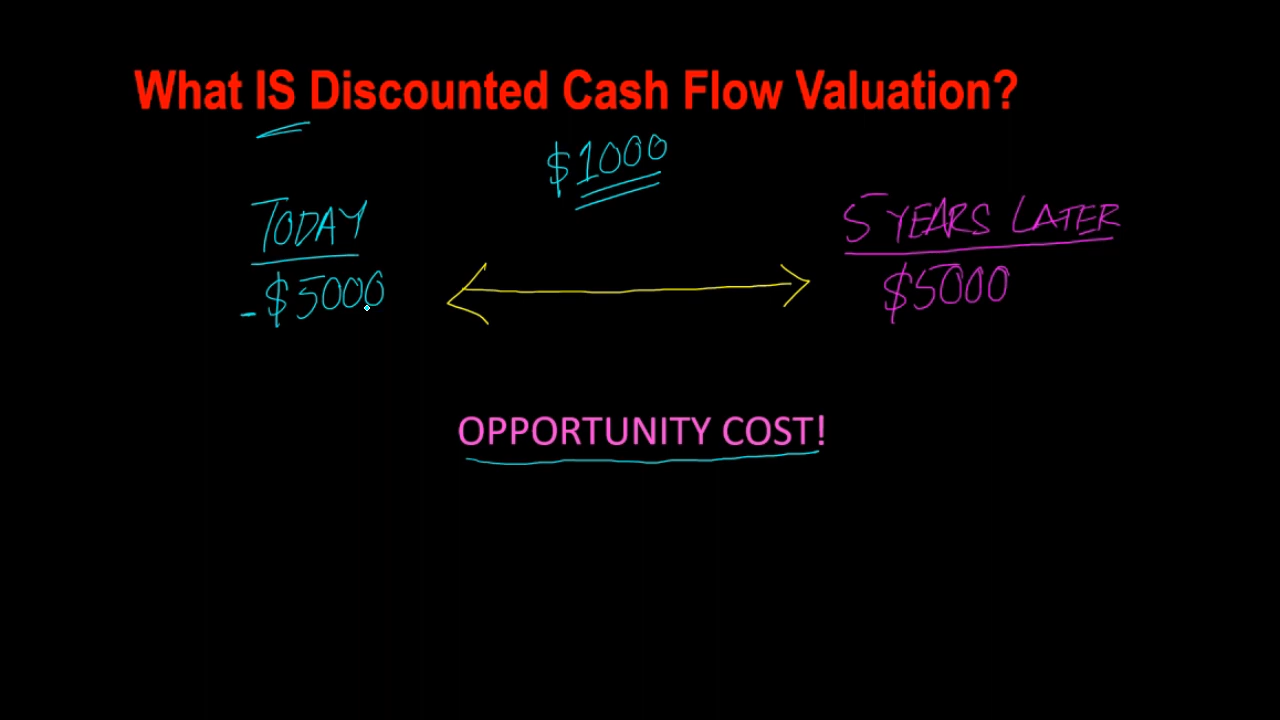 What IS Discounted Cash Flow Valuation?
$1000
TODAY
5 YEARS LATER
-$5000
$5000
OPPORTUNITY COST!